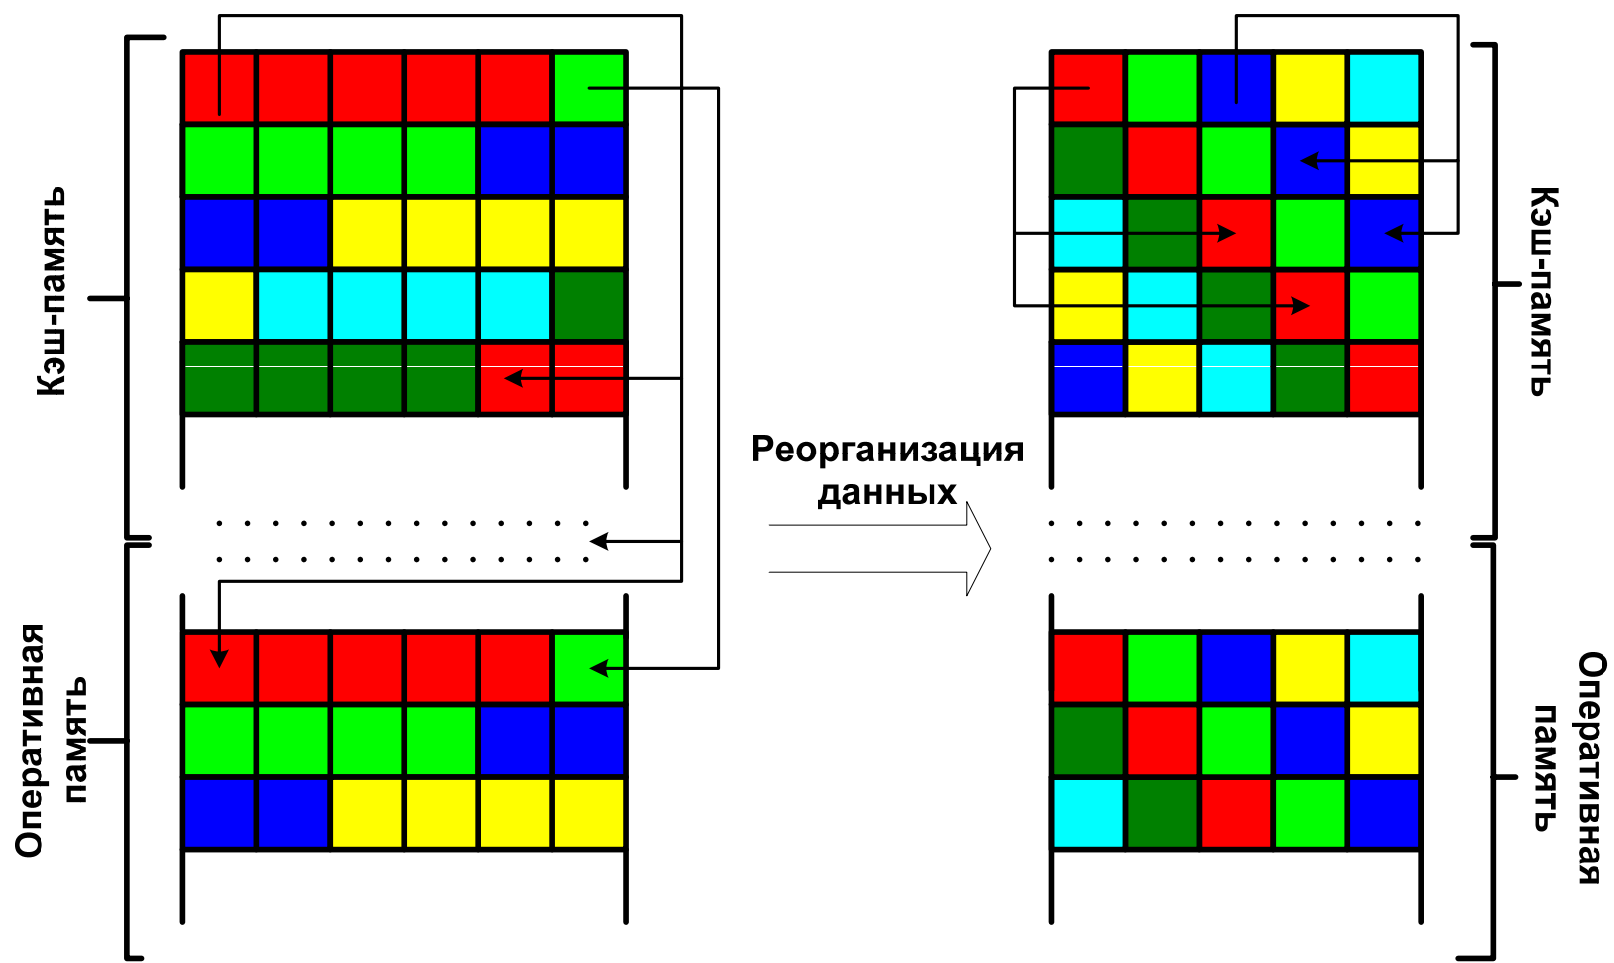 Кэш-память
Оперативная
память
Реорганизация
данных
Кэш-память
Оперативная
память